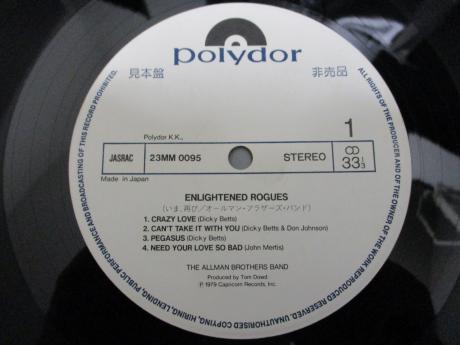 polydor
見本盤
非売品
Polydor K.K.,
1
JASRAC
23MM 0095
STEREO
33 1/3
Made in Japan
ENLIGHTENED ROGUES
(いま、再び/オールマン・ブラザーズ・バンド)
1. CRAZY LOVE (Dicky Betts)
2. CAN'T TAKE IT WITH YOU (Dicky Betts & Don Johnson)
3. PEGASUS (Dicky Betts)
4. NEED YOUR LOVE SO BAD (John Mertis)
THE ALLMAN BROTHERS BAND
Produced by Tom Dowd
℗ 1979 Capricorn Records, Inc.
ALL RIGHTS OF THE PRODUCER AND OF THE OWNER OF THE WORK REPRODUCED RESERVED. UNAUTHORISED COPYING, HIRING, LENDING, PUBLIC PERFORMANCE AND BROADCASTING OF THIS RECORD PROHIBITED.